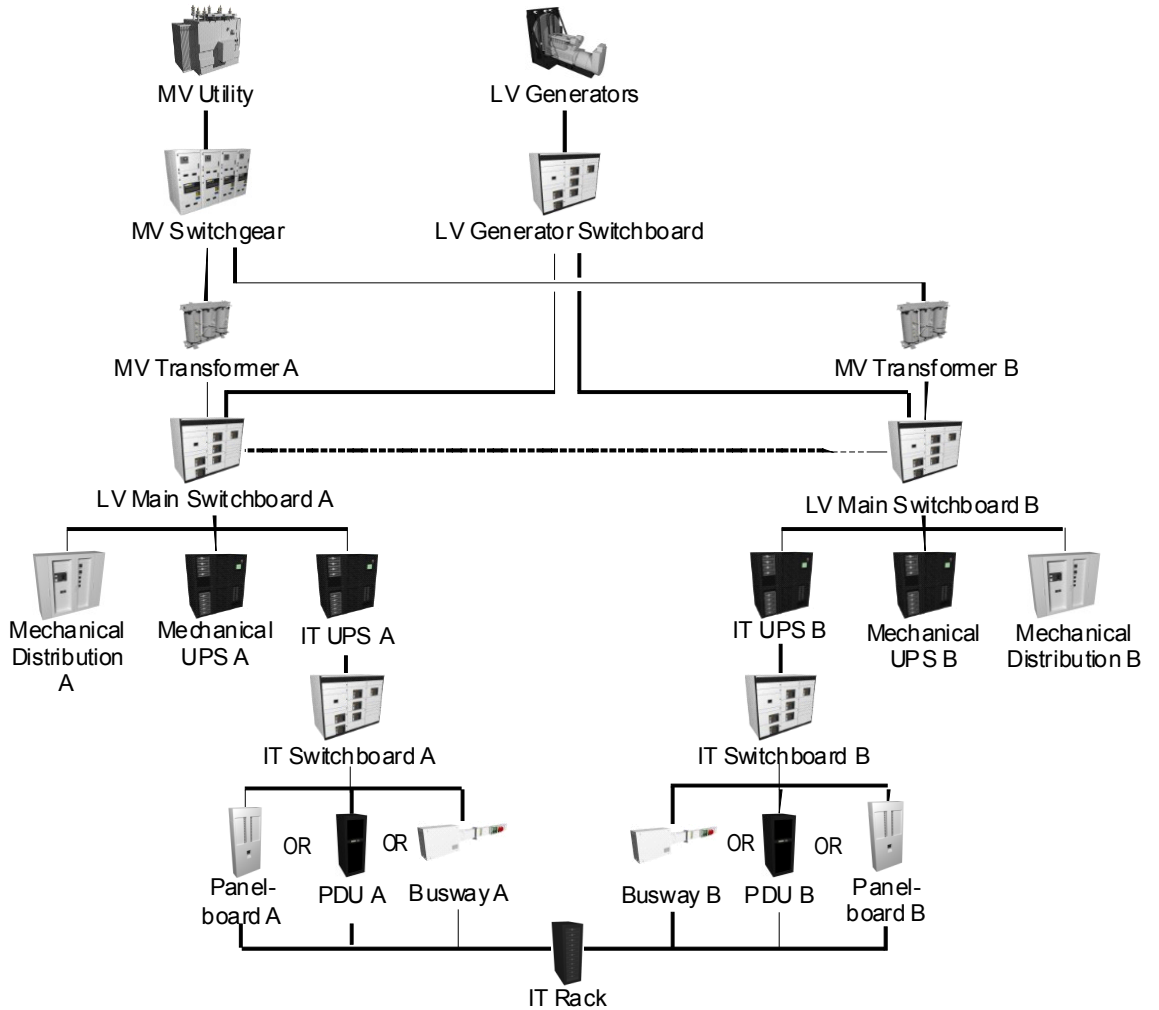 MV Utility
LV Generators
MV Switchgear
LV Generator Switchboard
MV Transformer A
MV Transformer B
LV Main Switchboard A
LV Main Switchboard B
Mechanical
Distribution
A
Mechanical
UPS A
IT UPS A
IT UPS B
Mechanical
UPS B
Mechanical
Distribution B
IT Switchboard A
IT Switchboard B
OR
OR
OR
OR
Panel-
board A
PDU A
Busway A
Busway B
PDU B
Panel-
board B
IT Rack